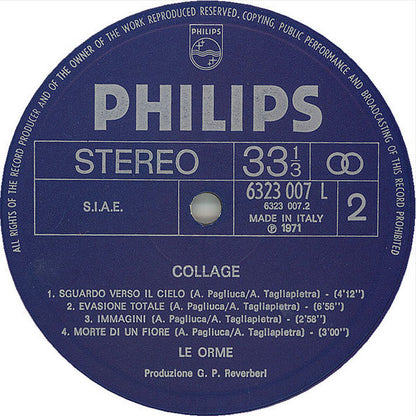 ALL RIGHTS OF THE RECORD PRODUCER AND OF THE OWNER OF THE WORK REPRODUCED RESERVED. COPYING, PUBLIC PERFORMANCE AND BROADCASTING OF THIS RECORD PROHIBITED
PHILIPS
PHILIPS
STEREO 33 1/3
6323 007 L
S.I.A.E. 6323 007.2 2
MADE IN ITALY
℗ 1971
COLLAGE
1. SGUARDO VERSO IL CIELO (A. Pagliuca/A. Tagliapietra) - (4'12")
2. EVASIONE TOTALE (A. Pagliuca/A. Tagliapietra) - (6'56")
3. IMMAGINI (A. Pagliuca/A. Tagliapietra) - (2'58")
4. MORTE DI UN FIORE (A. Pagliuca/A. Tagliapietra) - (3'00")
LE ORME
Produzione G. P. Reverberi